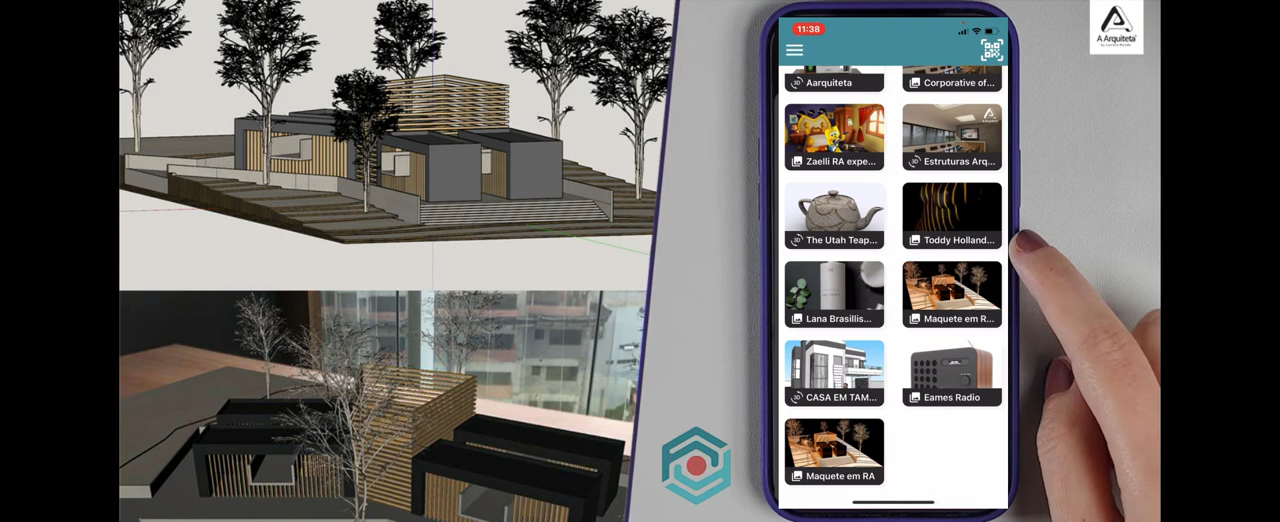 11:38
A Arquiteta
Aarquiteta
Corporative of...
Zaelli RA expe...
Estruturas Arq...
The Utah Teap...
Toddy Holland...
Lana Brasillis...
Maquete em R...
CASA EM TAM...
Eames Radio
Maquete em RA